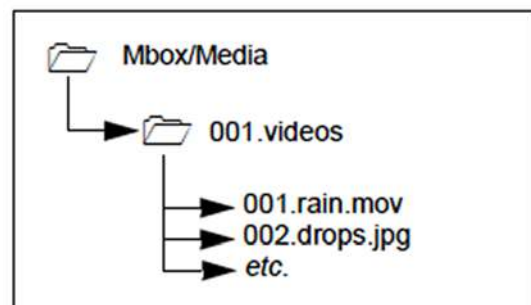 Mbox/Media
001.videos
001.rain.mov
002.drops.jpg
etc.